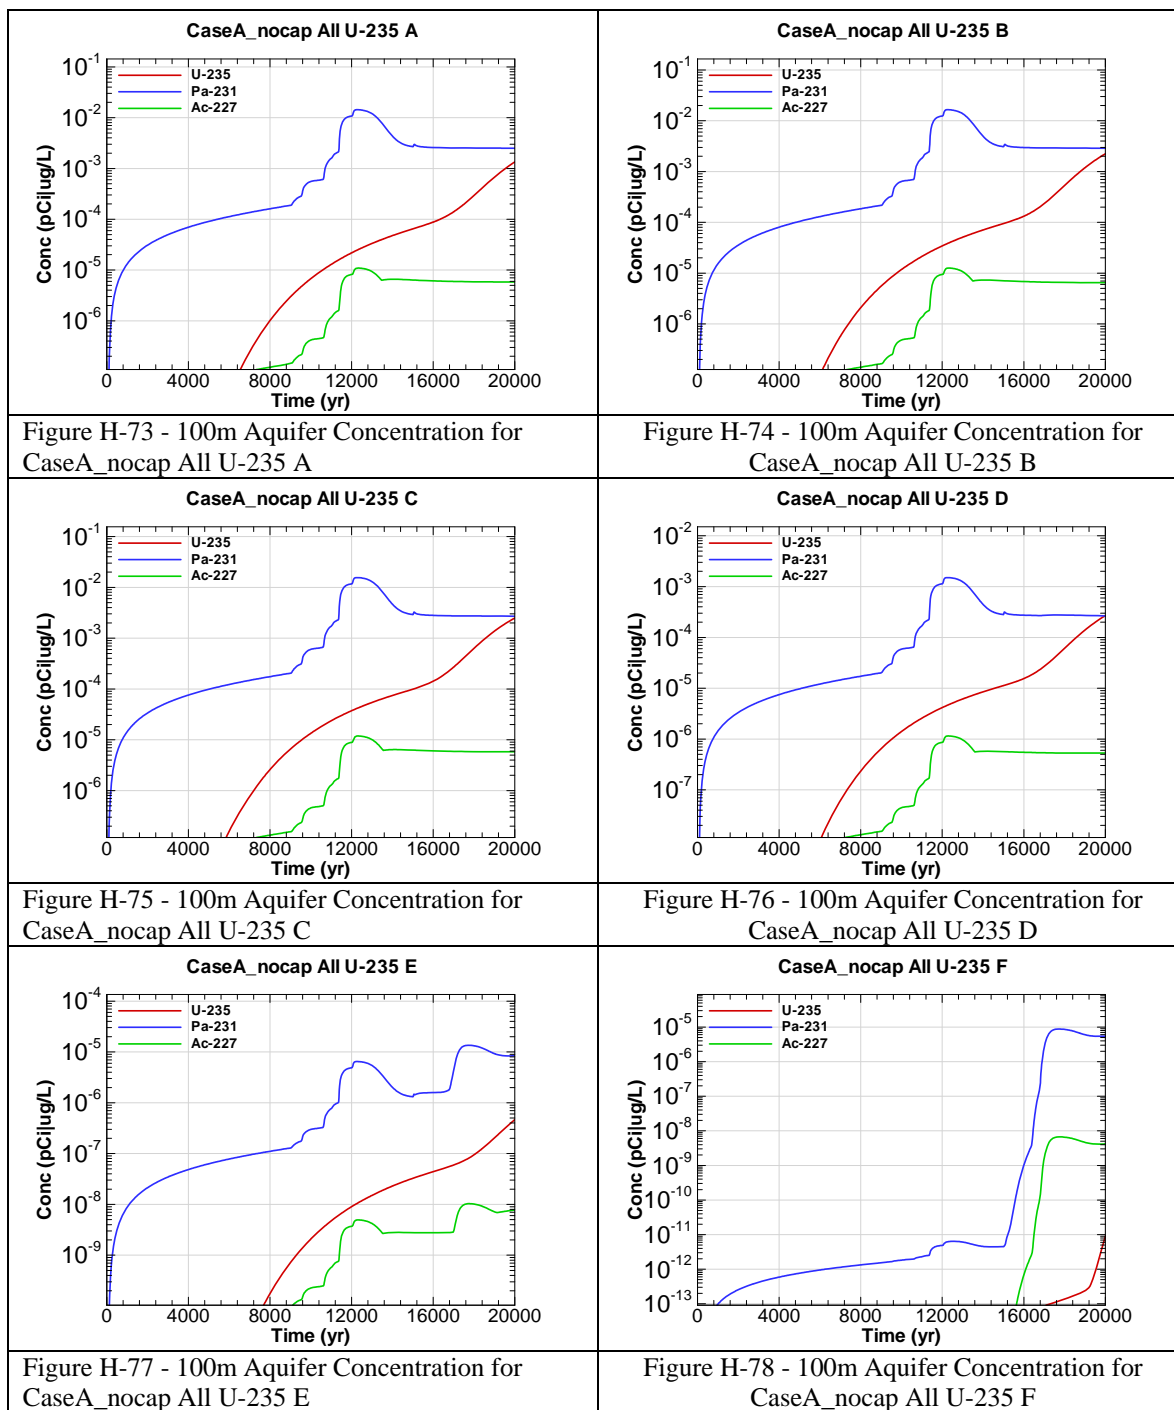 CaseA_nocap All U-235 A
Conc (pCi|ug/L)
10-1
10-2
10-3
10-4
10-5
10-6
U-235
Pa-231
Ac-227
0 4000 8000 12000 16000 20000
Time (yr)
Figure H-73 - 100m Aquifer Concentration for
CaseA_nocap All U-235 A
CaseA_nocap All U-235 B
Conc (pCi|ug/L)
10-1
10-2
10-3
10-4
10-5
10-6
U-235
Pa-231
Ac-227
0 4000 8000 12000 16000 20000
Time (yr)
Figure H-74 - 100m Aquifer Concentration for
CaseA_nocap All U-235 B
CaseA_nocap All U-235 C
Conc (pCi|ug/L)
10-1
10-2
10-3
10-4
10-5
10-6
U-235
Pa-231
Ac-227
0 4000 8000 12000 16000 20000
Time (yr)
Figure H-75 - 100m Aquifer Concentration for
CaseA_nocap All U-235 C
CaseA_nocap All U-235 D
Conc (pCi|ug/L)
10-2
10-3
10-4
10-5
10-6
10-7
U-235
Pa-231
Ac-227
0 4000 8000 12000 16000 20000
Time (yr)
Figure H-76 - 100m Aquifer Concentration for
CaseA_nocap All U-235 D
CaseA_nocap All U-235 E
Conc (pCi|ug/L)
10-4
10-5
10-6
10-7
10-8
10-9
U-235
Pa-231
Ac-227
0 4000 8000 12000 16000 20000
Time (yr)
Figure H-77 - 100m Aquifer Concentration for
CaseA_nocap All U-235 E
CaseA_nocap All U-235 F
Conc (pCi|ug/L)
10-5
10-6
10-7
10-8
10-9
10-10
10-11
10-12
10-13
U-235
Pa-231
Ac-227
0 4000 8000 12000 16000 20000
Time (yr)
Figure H-78 - 100m Aquifer Concentration for
CaseA_nocap All U-235 F